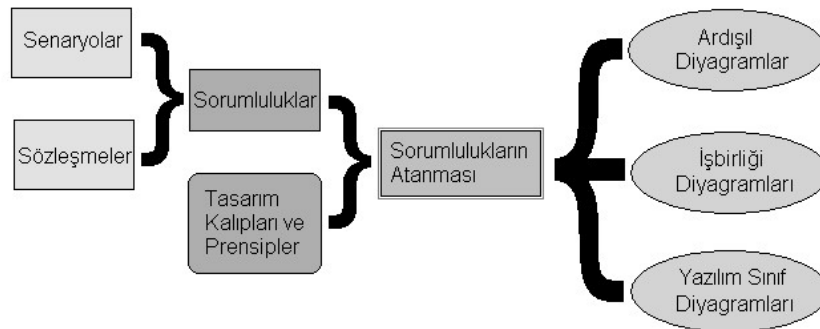 Senaryolar
Sözleşmeler
Sorumluluklar
Tasarım
Kalıpları ve
Prensipler
Sorumlulukların
Atanması
Ardışıl
Diyagramlar
İşbirliği
Diyagramları
Yazılım Sınıf
Diyagramları